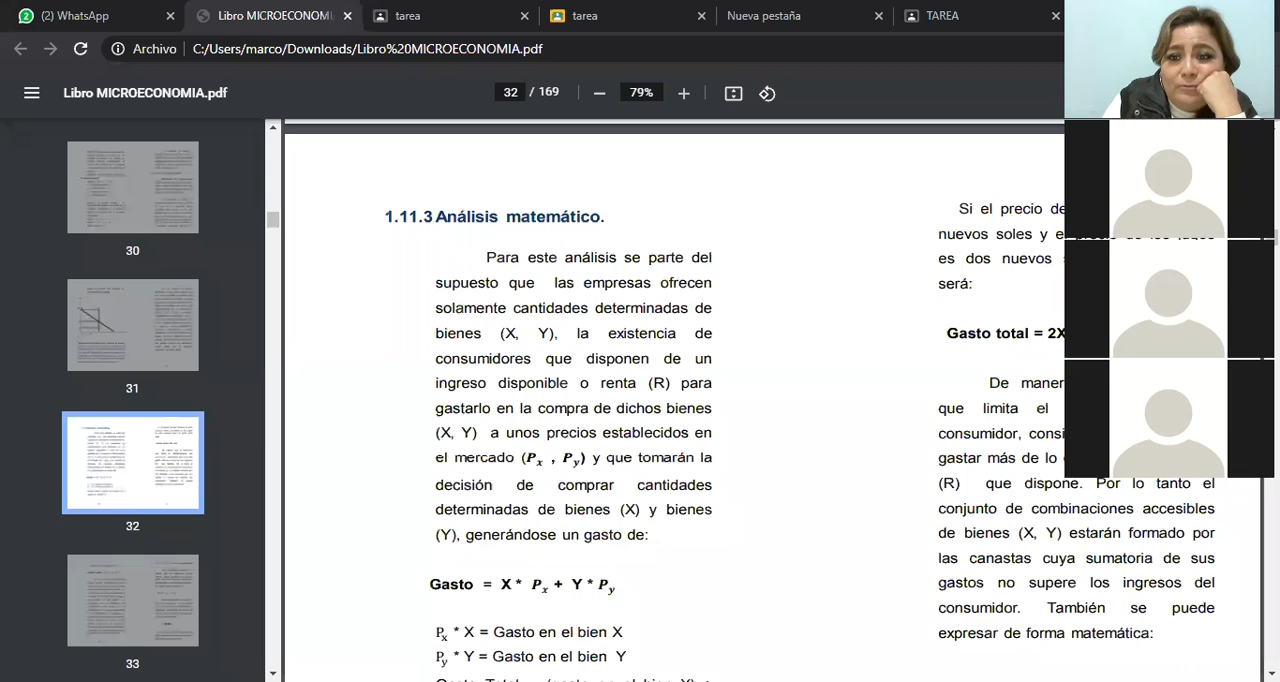 (2) WhatsApp
Libro MICROECONOMI
tarea
tarea
Nueva pestaña
TAREA
Archivo
C:/Users/marco/Downloads/Libro%20MICROECONOMIA.pdf
Libro MICROECONOMIA.pdf
32 / 169
79%
30
31
32
33
1.11.3 Análisis matemático.
Para este análisis se parte del
supuesto que las empresas ofrecen
solamente cantidades determinadas de
bienes (X, Y), la existencia de
consumidores que disponen de un
ingreso disponible o renta (R) para
gastarlo en la compra de dichos bienes
(X, Y) a unos precios establecidos en
el mercado (Px - Py) y que tomarán la
decisión de comprar cantidades
determinadas de bienes (X) y bienes
(Y), generándose un gasto de:
Gasto = X * Px + Y * Py
Px * X = Gasto en el bien X
Py * Y = Gasto en el bien Y
Si el precio de
nuevos soles y
es dos nuevos
será:
Gasto total = 2X
De
que limita el
consumidor,
gastar más de lo
(R) que dispone. Por lo tanto el
conjunto de combinaciones accesibles
de bienes (X, Y) estarán formado por
las canastas cuya sumatoria de sus
gastos no supere los ingresos del
consumidor. También se puede
expresar de forma matemática: